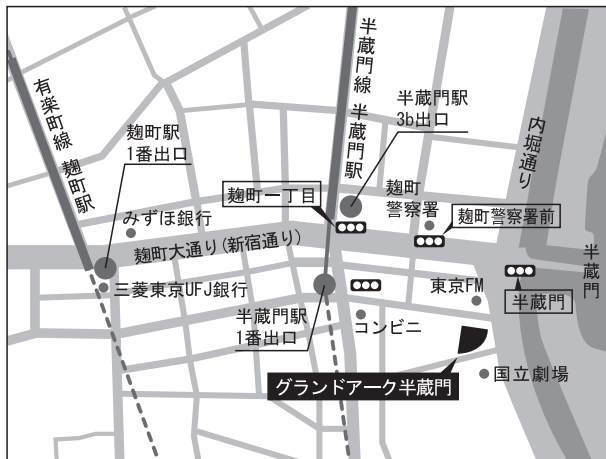 有楽町線 麹町駅
麹町駅
1番出口
みずほ銀行
麹町大通り(新宿通り)
三菱東京UFJ銀行
半蔵門線 半蔵門駅
半蔵門駅
3b出口
麹町一丁目
麹町
警察署
麹町警察署前
内堀通り
半蔵門
半蔵門
東京FM
半蔵門駅
1番出口
コンビニ
グランドアーク半蔵門
国立劇場